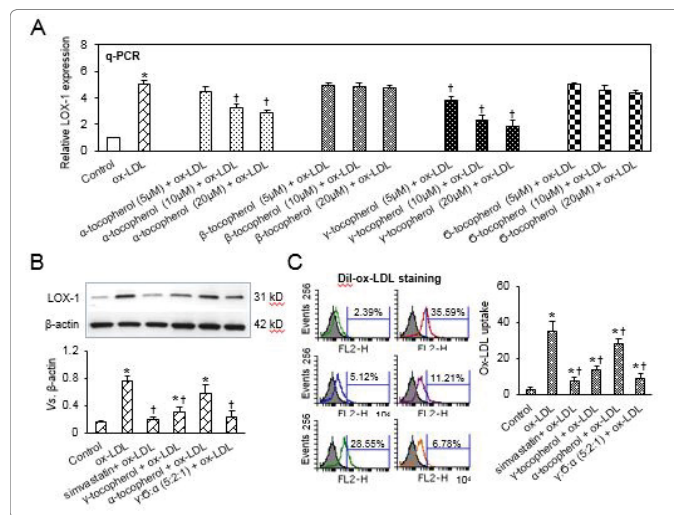 A
q-PCR
Relative LOX-1 expression
8
6
4
2
0
*
† †
† † †
Control
ox-LDL
α-tocopherol (5μM) + ox-LDL
α-tocopherol (10μM) + ox-LDL
α-tocopherol (20μM) + ox-LDL
β-tocopherol (5μM) + ox-LDL
β-tocopherol (10μM) + ox-LDL
β-tocopherol (20μM) + ox-LDL
γ-tocopherol (5μM) + ox-LDL
γ-tocopherol (10μM) + ox-LDL
γ-tocopherol (20μM) + ox-LDL
δ-tocopherol (5μM) + ox-LDL
δ-tocopherol (10μM) + ox-LDL
δ-tocopherol (20μM) + ox-LDL
B
LOX-1 31 kD
β-actin 42 kD
Vs. β-actin
1.2
0.8
0.4
0
* † *† * †
Control
ox-LDL
simvastatin+ ox-LDL
γ-tocopherol + ox-LDL
α-tocopherol + ox-LDL
γ:δ:α (5:2:1) + ox-LDL
C
DiI-ox-LDL staining
Events 256
2.39%
FL2-H
Events 256
35.59%
FL2-H
Events 256
5.12%
FL2-H 10⁴
Events 256
11.21%
FL2-H
Events 256
28.55%
FL2-H
Events 256
6.78%
FL2-H 10⁴
Ox-LDL uptake
60
40
20
0
* *† *† *† *†
Control
ox-LDL
simvastatin + ox-LDL
γ-tocopherol + ox-LDL
α-tocopherol + ox-LDL
γ:δ:α (5:2:1) + ox-LDL